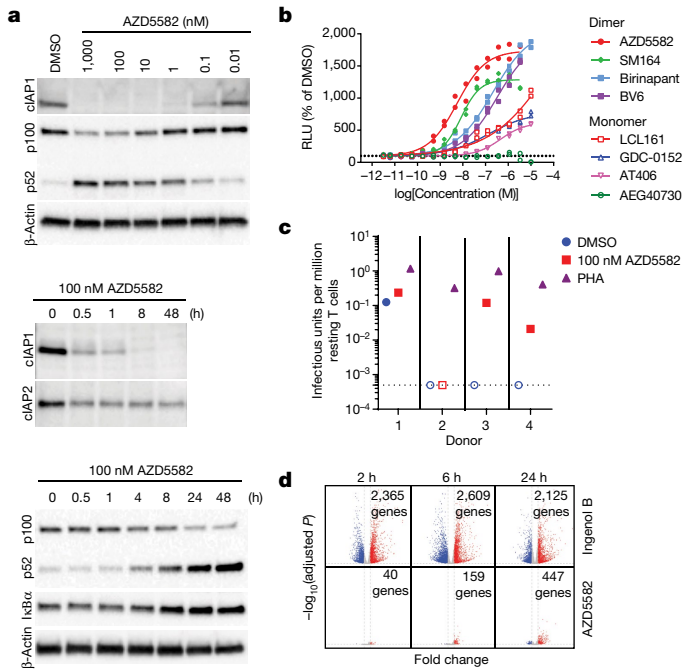 a
AZD5582 (nM)
DMSO
1,000
100
10
1
0.1
0.01
cIAP1
p100
p52
β-Actin
100 nM AZD5582
0 0.5 1 8 48 (h)
cIAP1
cIAP2
100 nM AZD5582
0 0.5 1 4 8 24 48 (h)
p100
p52
IκBα
β-Actin
b
RLU (% of DMSO)
2,000
1,500
1,000
500
0
–12 –11 –10 –9 –8 –7 –6 –5 –4
log[Concentration (M)]
Dimer
AZD5582
SM164
Birinapant
BV6
Monomer
LCL161
GDC-0152
AT406
AEG40730
c
Infectious units per million
resting T cells
10¹
10⁰
10⁻¹
10⁻²
10⁻³
10⁻⁴
1 2 3 4
Donor
DMSO
100 nM AZD5582
PHA
d
2 h 6 h 24 h
–log₁₀(adjusted P)
2,365
genes
2,609
genes
2,125
genes
Ingenol B
40
genes
159
genes
447
genes
AZD5582
Fold change